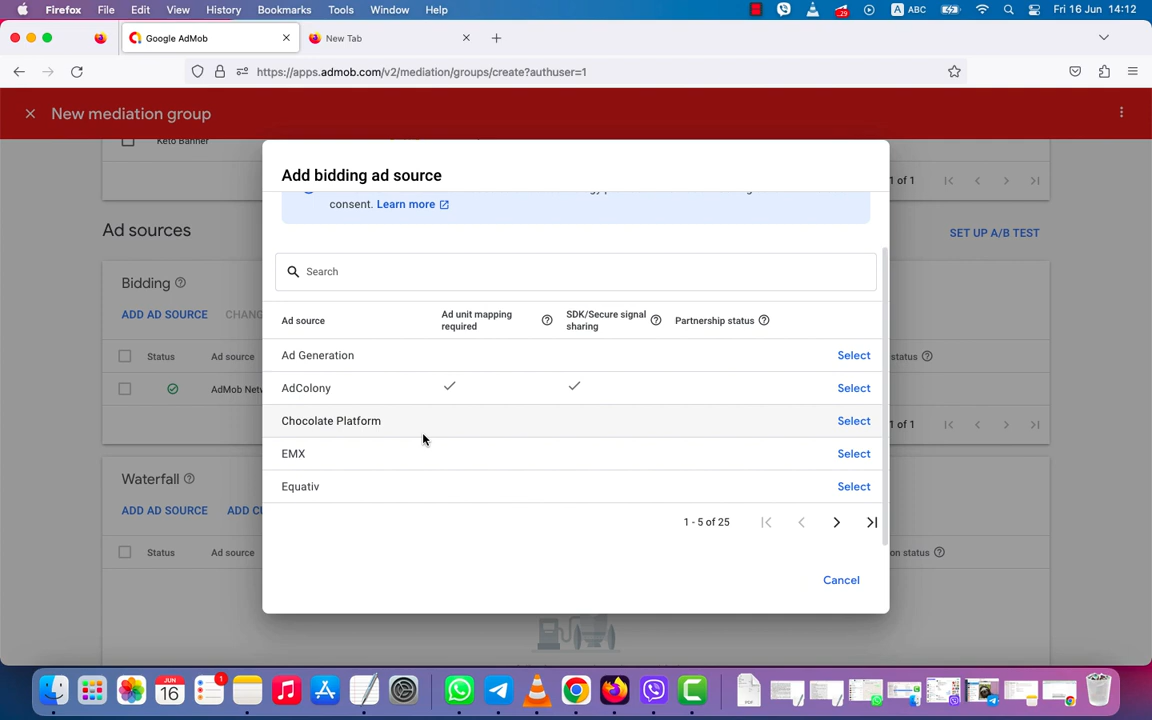 Firefox File Edit View History Bookmarks Tools Window Help
29 A ABC Fri 16 Jun 14:12
Google AdMob New Tab
https://apps.admob.com/v2/mediation/groups/create?authuser=1
New mediation group
Keto Banner
1 of 1
Ad sources
SET UP A/B TEST
Bidding
ADD AD SOURCE
Status Ad source status
AdMob Netw
1 of 1
Waterfall
ADD AD SOURCE ADD CU
Status Ad source on status
Add bidding ad source
consent. Learn more
Search
Ad source
Ad unit mapping required
SDK/Secure signal sharing
Partnership status
Ad Generation Select
AdColony Select
Chocolate Platform Select
EMX Select
Equativ Select
1 - 5 of 25
Cancel
JUN
16
1
PDF